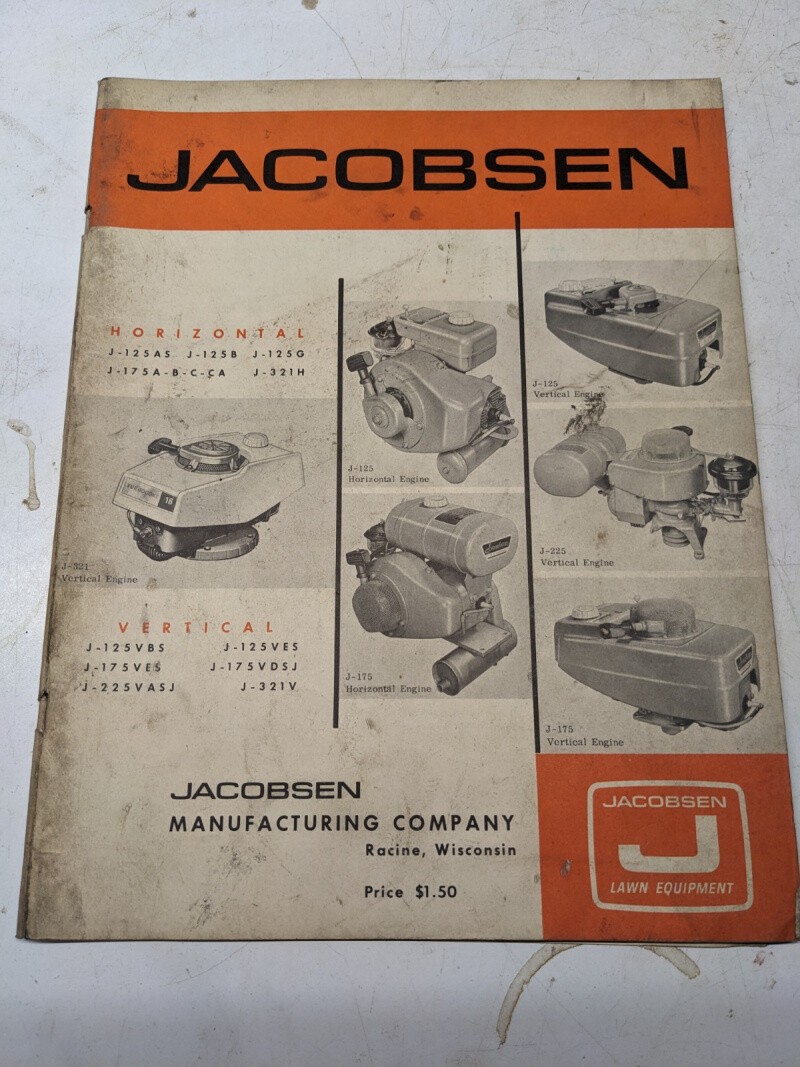 JACOBSEN
HORIZONTAL
J-125AS J-125B J-125G
J-175A-B-C-CA J-321H
J-321
Vertical Engine
18
VERTICAL
J-125VBS J-125VES
J-175VES J-175VDSJ
J-225VASJ J-321V
J-125
Horizontal Engine
J-175
Horizontal Engine
J-125
Vertical Engine
J-225
Vertical Engine
J-175
Vertical Engine
JACOBSEN
MANUFACTURING COMPANY
Racine, Wisconsin
Price $1.50
JACOBSEN
J
LAWN EQUIPMENT